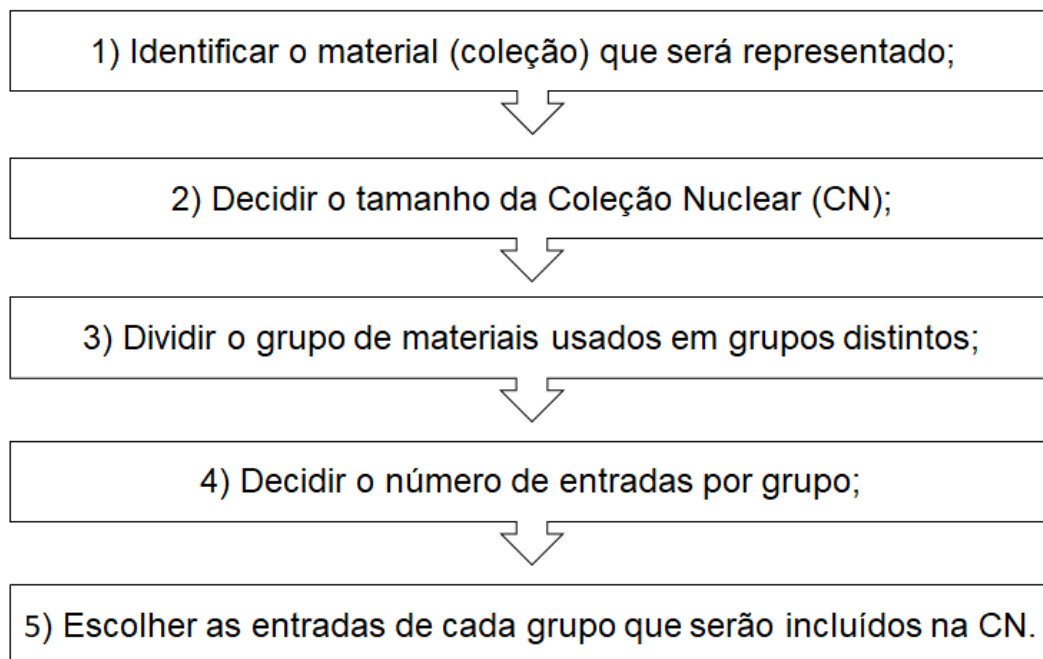 1) Identificar o material (coleção) que será representado;
2) Decidir o tamanho da Coleção Nuclear (CN);
3) Dividir o grupo de materiais usados em grupos distintos;
4) Decidir o número de entradas por grupo;
5) Escolher as entradas de cada grupo que serão incluídos na CN.